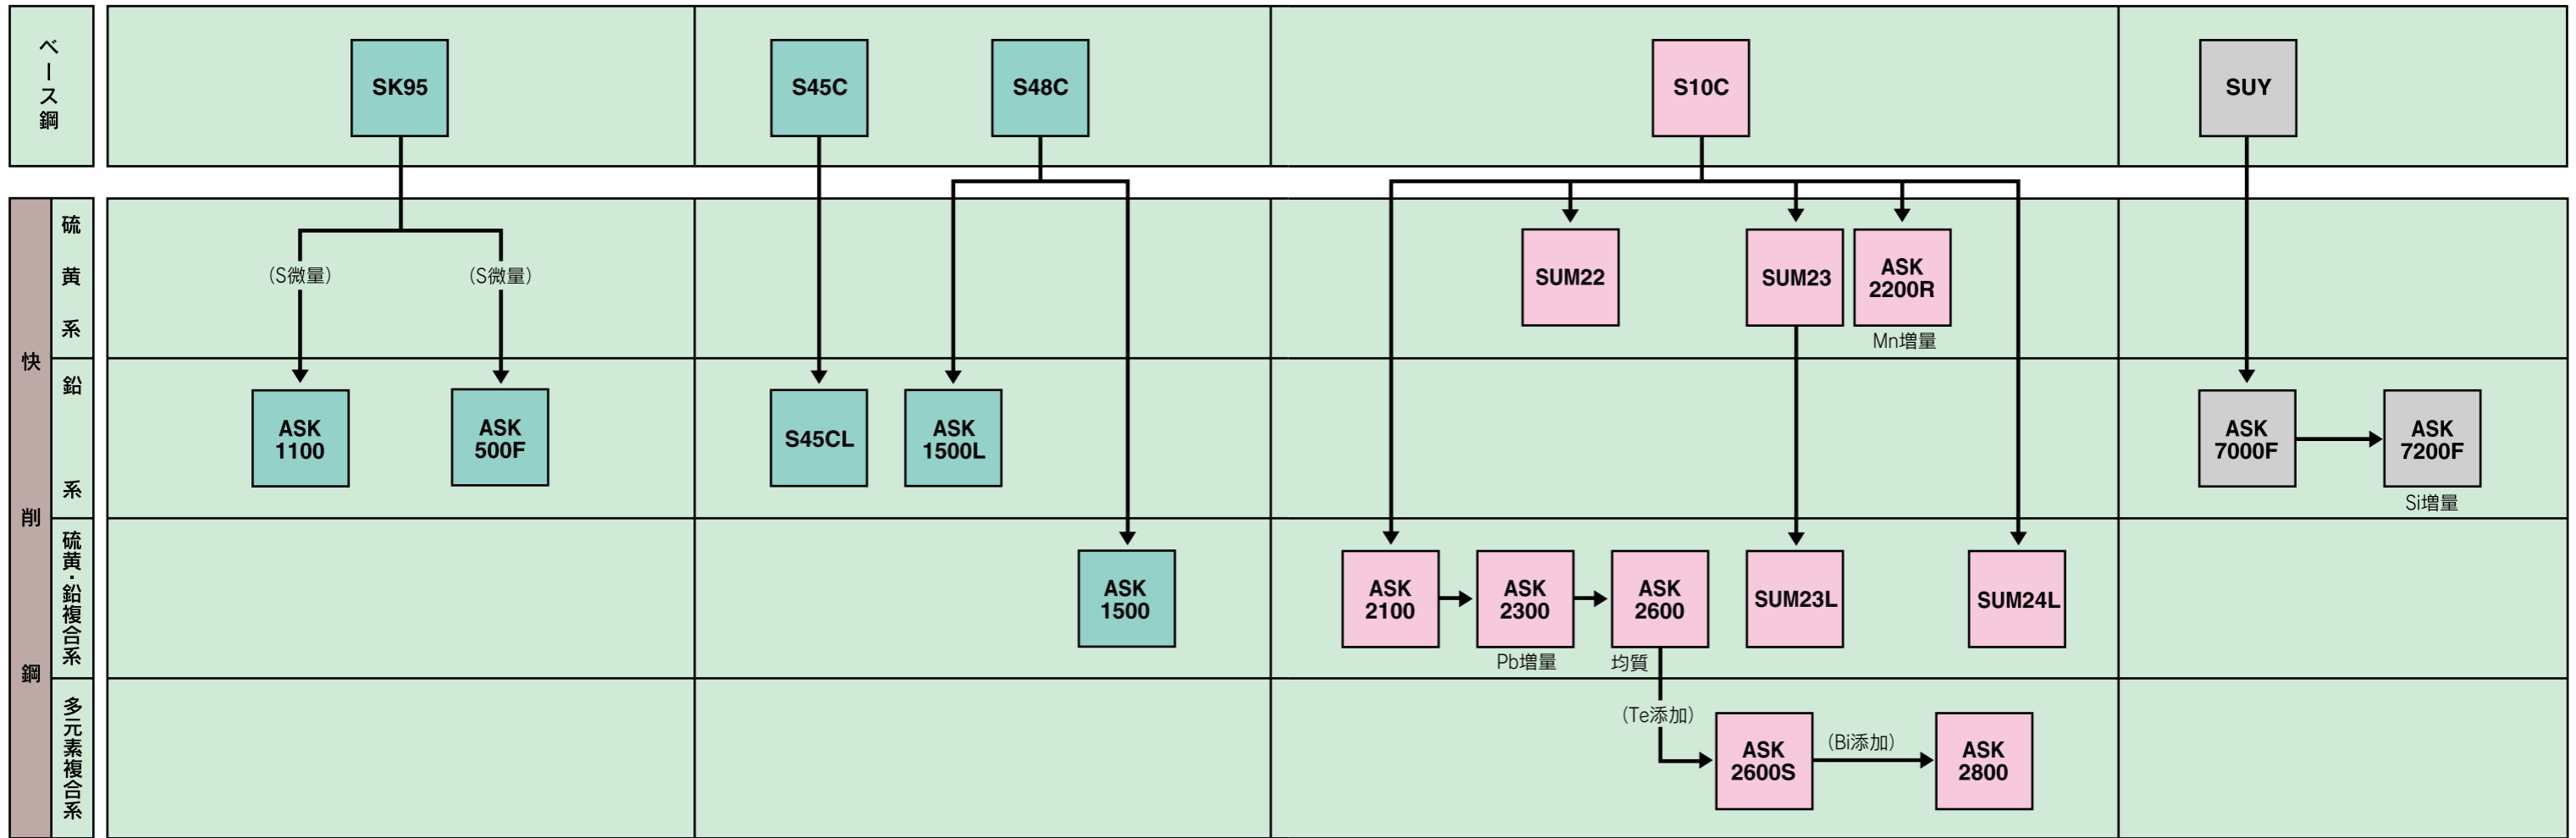 ベース鋼
SK95
S45C
S48C
S10C
SUY
快削鋼
硫黄系
(S微量)
(S微量)
SUM22
SUM23
ASK
2200R
Mn増量
鉛系
ASK
1100
ASK
500F
S45CL
ASK
1500L
ASK
7000F
ASK
7200F
Si増量
硫黄・鉛複合系
ASK
1500
ASK
2100
ASK
2300
Pb増量
ASK
2600
均質
SUM23L
SUM24L
多元素複合系
(Te添加)
ASK
2600S
(Bi添加)
ASK
2800